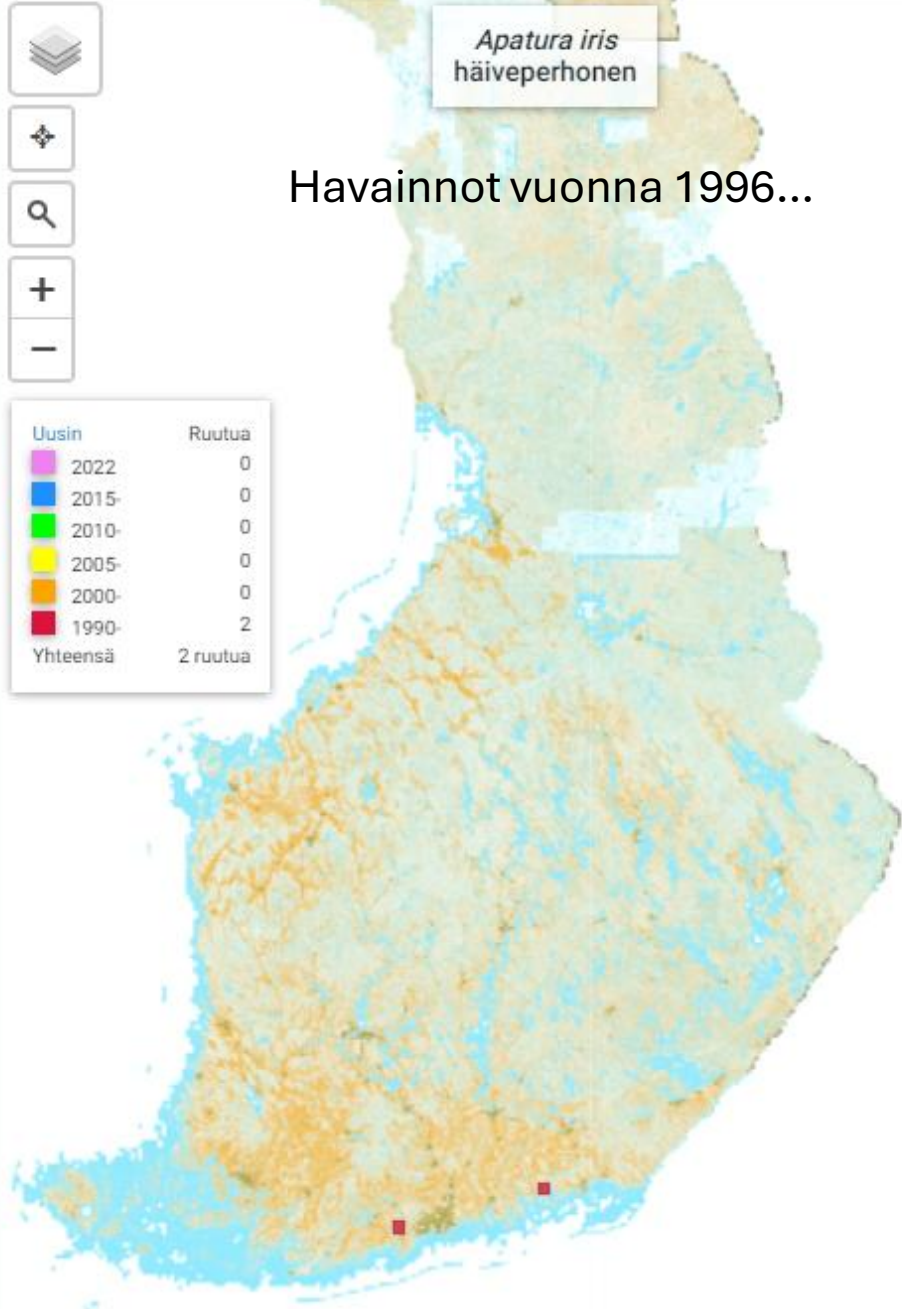 Apatura iris
häiveperhonen
Havainnot vuonna 1996...
+
−
Uusin Ruutua
2022 0
2015- 0
2010- 0
2005- 0
2000- 0
1990- 2
Yhteensä 2 ruutua